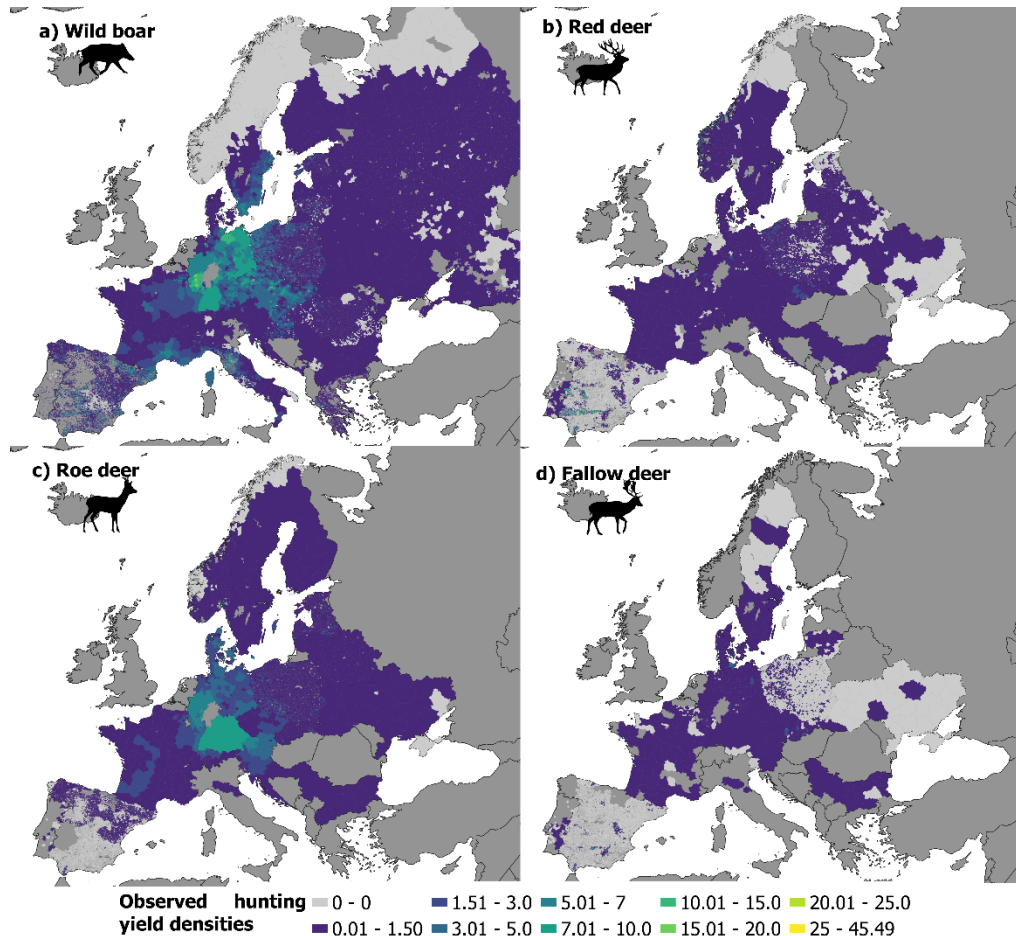 a) Wild boar
b) Red deer
c) Roe deer
d) Fallow deer
Observed hunting yield densities
0 - 0
0.01 - 1.50
1.51 - 3.0
3.01 - 5.0
5.01 - 7
7.01 - 10.0
10.01 - 15.0
15.01 - 20.0
20.01 - 25.0
25 - 45.49